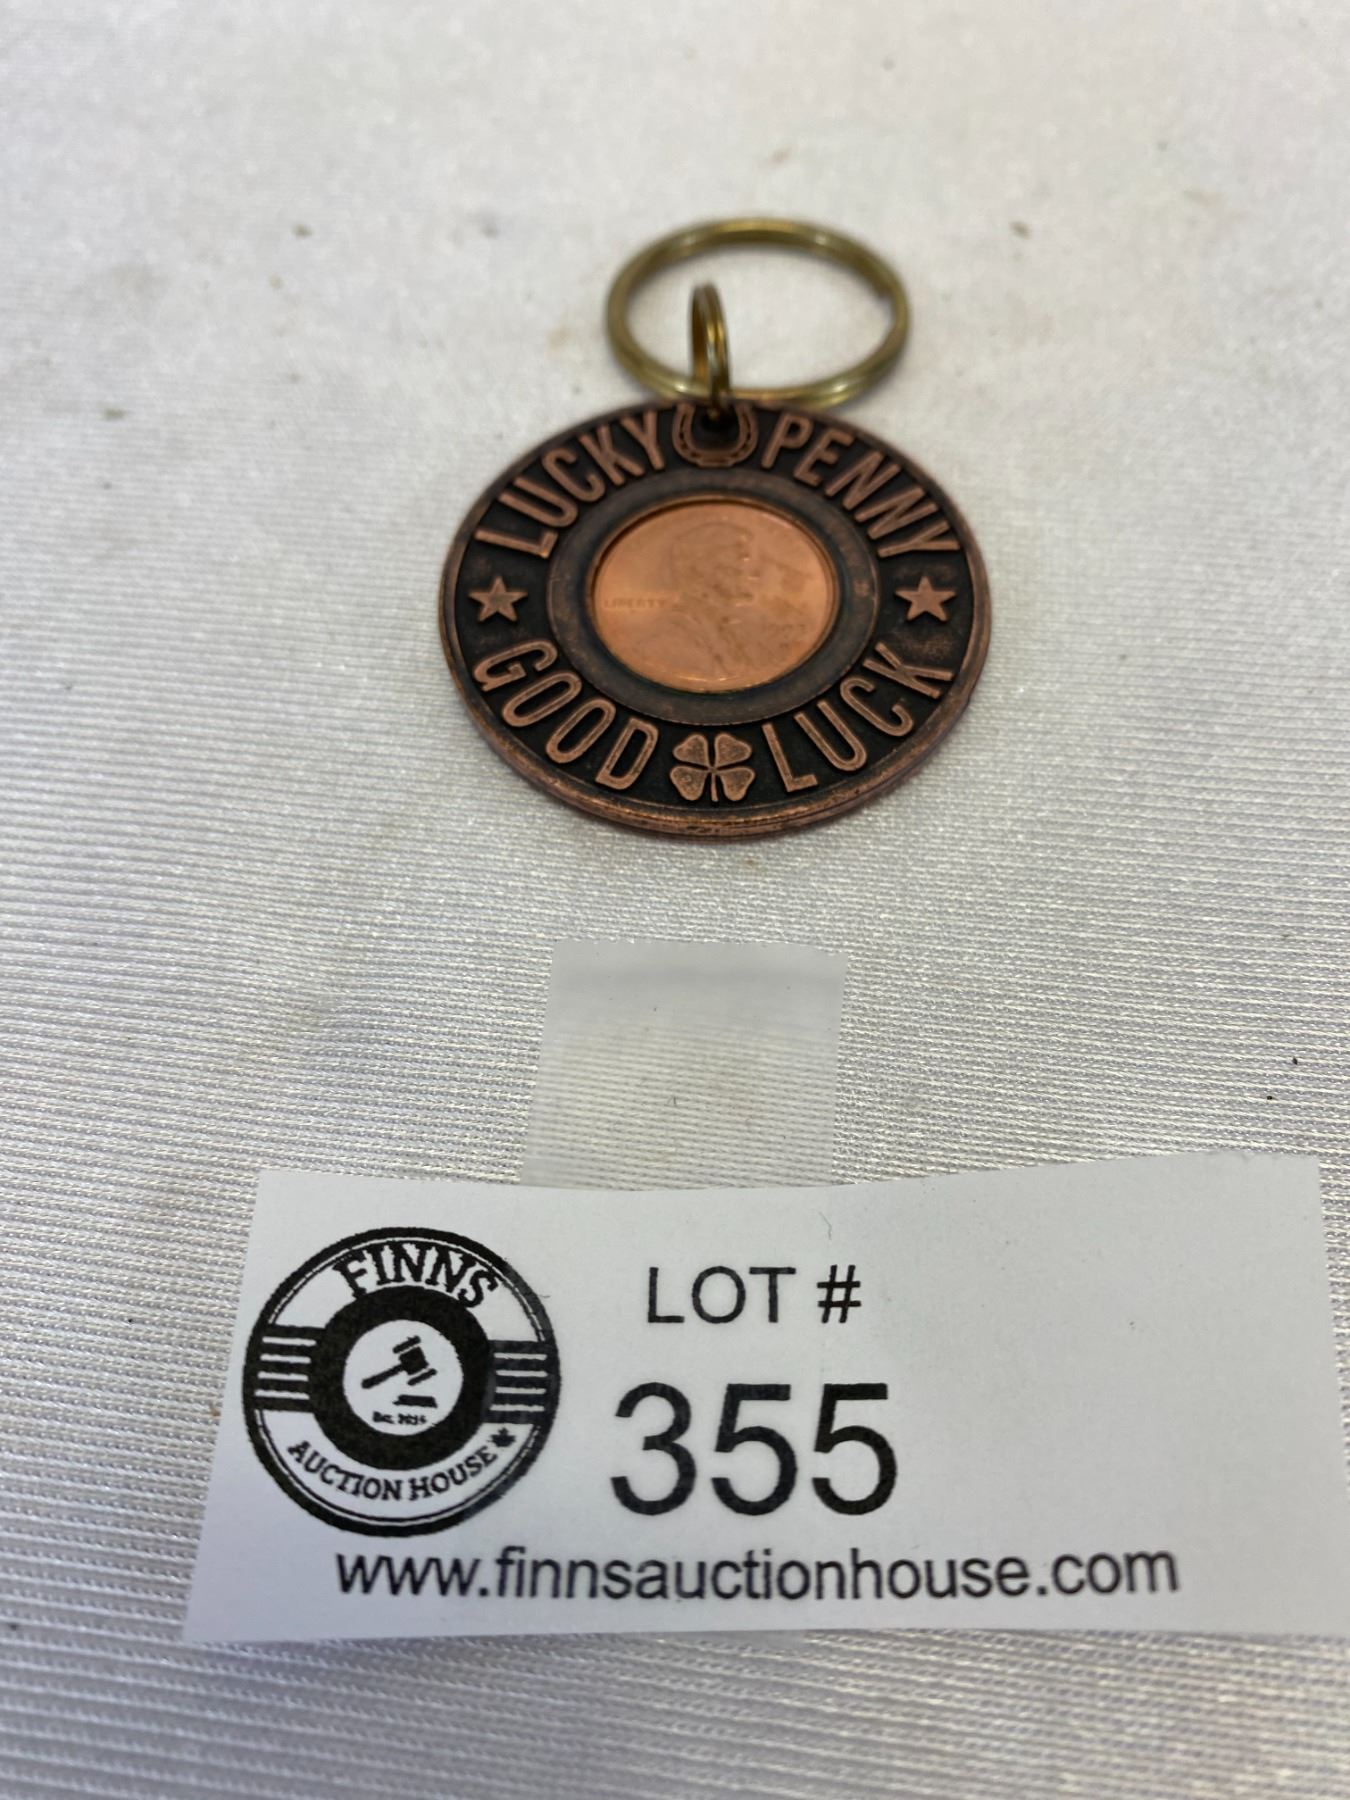 LUCKY PENNY
LIBERTY
GOOD LUCK
FINNS
AUCTION HOUSE
LOT #
355
www.finnsauctionhouse.com